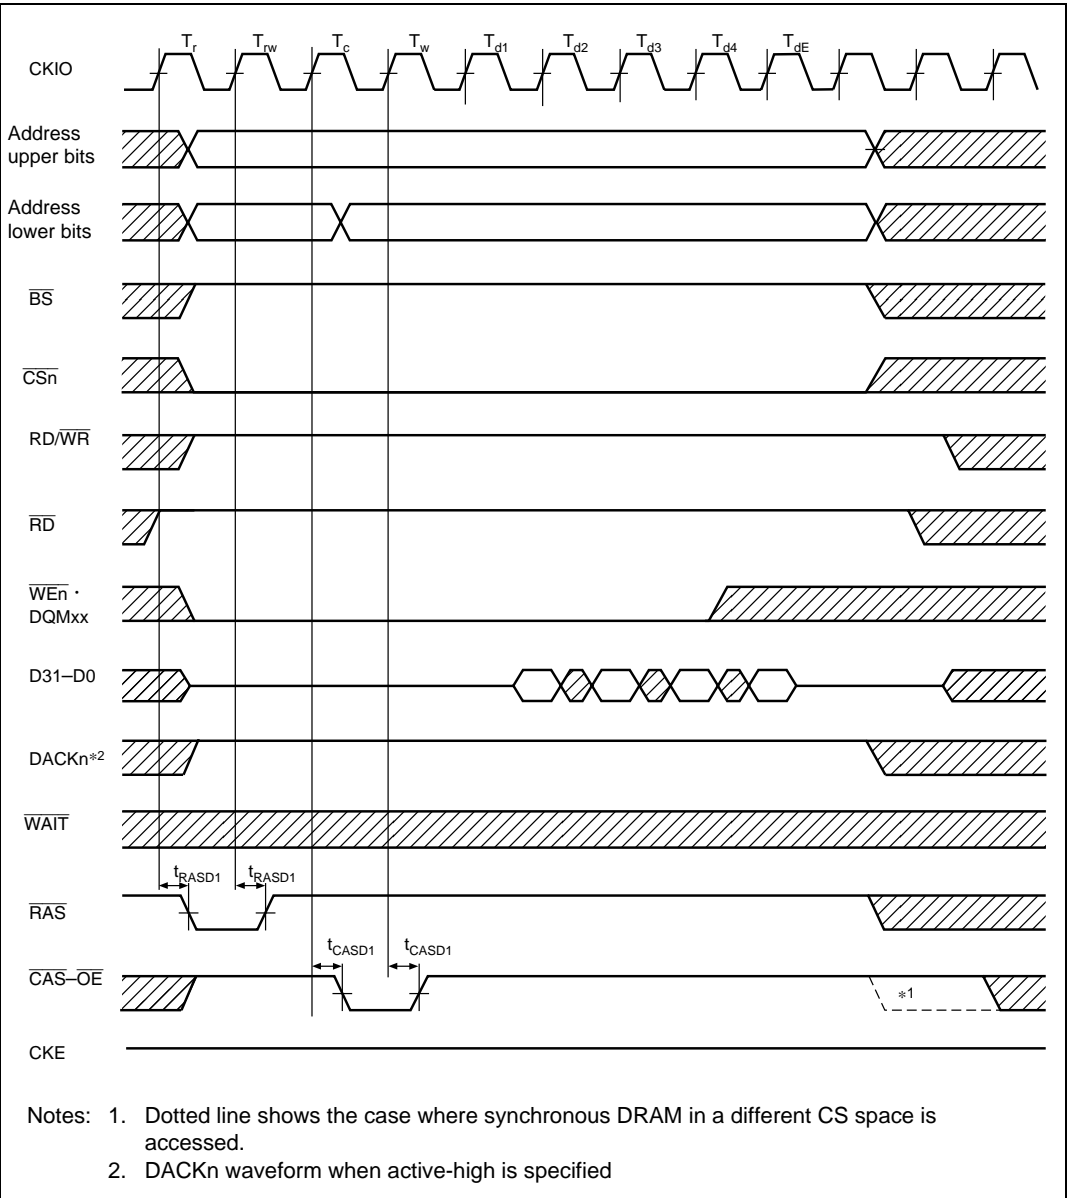 Tr Trw Tc Tw Td1 Td2 Td3 Td4 TdE
CKIO
Address
upper bits
Address
lower bits
BS
CSn
RD/WR
RD
WEn ·
DQMxx
D31–D0
DACKn*2
WAIT
tRASD1 tRASD1
RAS
tCASD1 tCASD1
CAS–OE
*1
CKE
Notes: 1. Dotted line shows the case where synchronous DRAM in a different CS space is
accessed.
2. DACKn waveform when active-high is specified